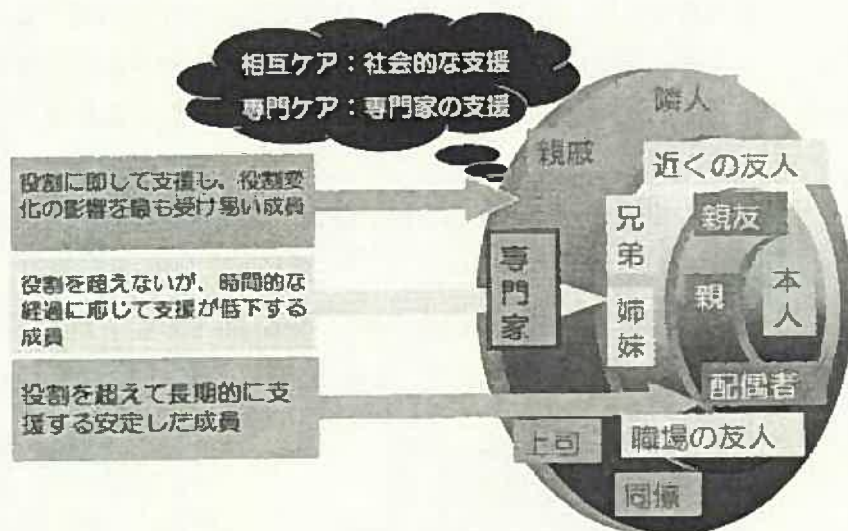 相互ケア：社会的な支援
専門ケア：専門家の支援
隣人
親戚
近くの友人
役割に即して支援し、役割変
化の影響を最も受け易い成員
兄弟
親友
専門家
本人
役割を超えないが、時間的な
経過に応じて支援が低下する
成員
姉妹
親
配偶者
役割を超えて長期的に支
援する安定した成員
上司
職場の友人
同僚